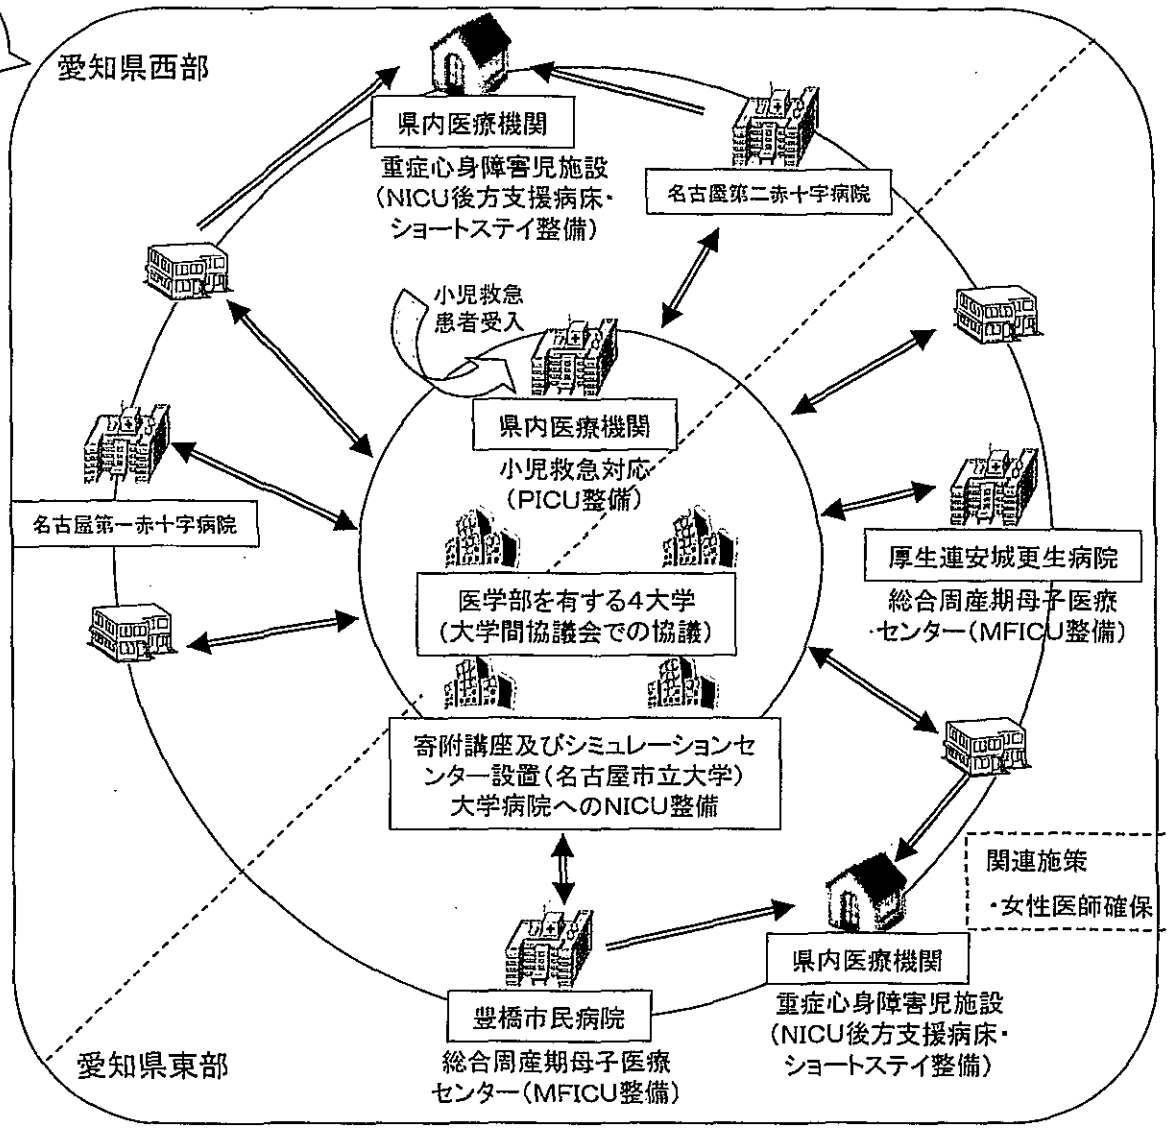 愛知県西部
県内医療機関
重症心身障害児施設
(NICU後方支援病床・
ショートステイ整備)
名古屋第二赤十字病院
小児救急
患者受入
県内医療機関
小児救急対応
(PICU整備)
名古屋第一赤十字病院
厚生連安城更生病院
総合周産期母子医療
センター(MFICU整備)
医学部を有する4大学
(大学間協議会での協議)
寄附講座及びシミュレーションセ
ンター設置(名古屋市立大学)
大学病院へのNICU整備
関連施策
・女性医師確保
県内医療機関
重症心身障害児施設
(NICU後方支援病床・
ショートステイ整備)
豊橋市民病院
総合周産期母子医療
センター(MFICU整備)
愛知県東部